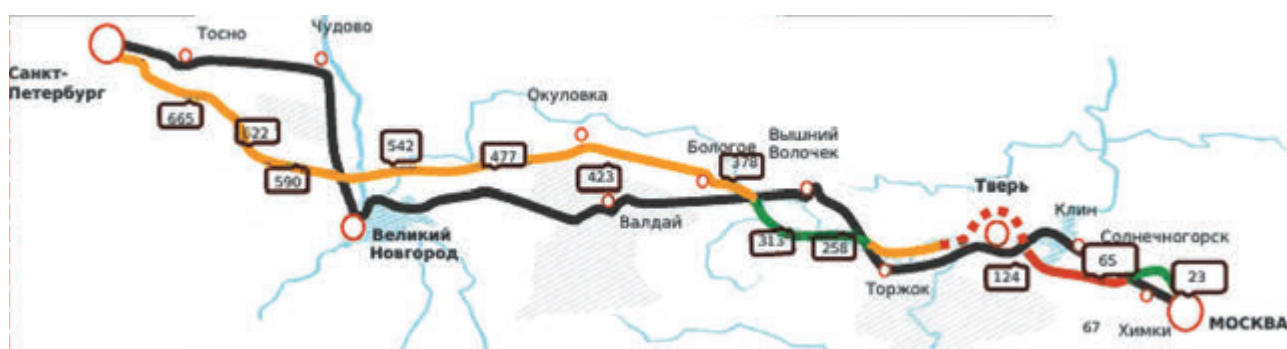 Тосно
Чудово
Санкт-
Петербург
Окуловка
Бологое
Вышний
Волочек
665
622
590
542
477
423
378
Валдай
Великий
Новгород
313
258
Торжок
Тверь
Клин
Солнечногорск
124
65
23
67
Химки
МОСКВА